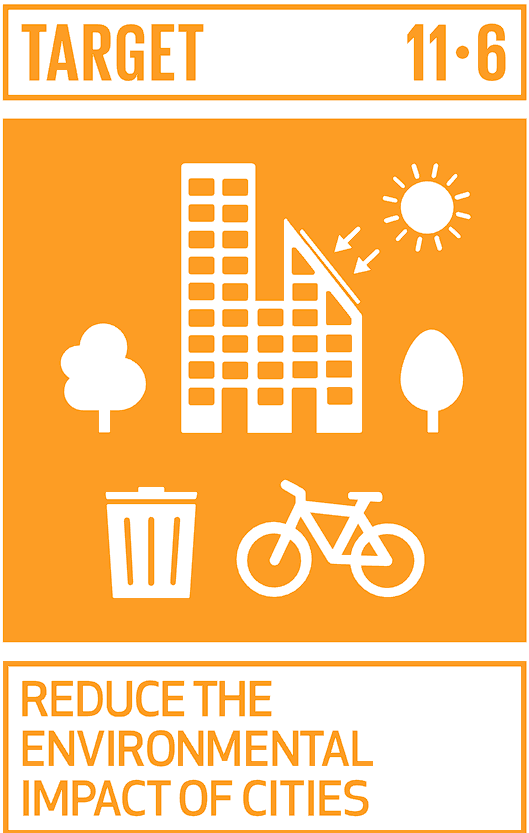 TARGET 11•6
REDUCE THE
ENVIRONMENTAL
IMPACT OF CITIES